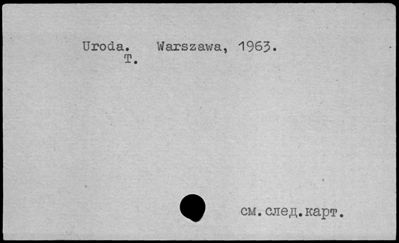 Uroda. Warszawa, 1963.
T.
см.след.карт.